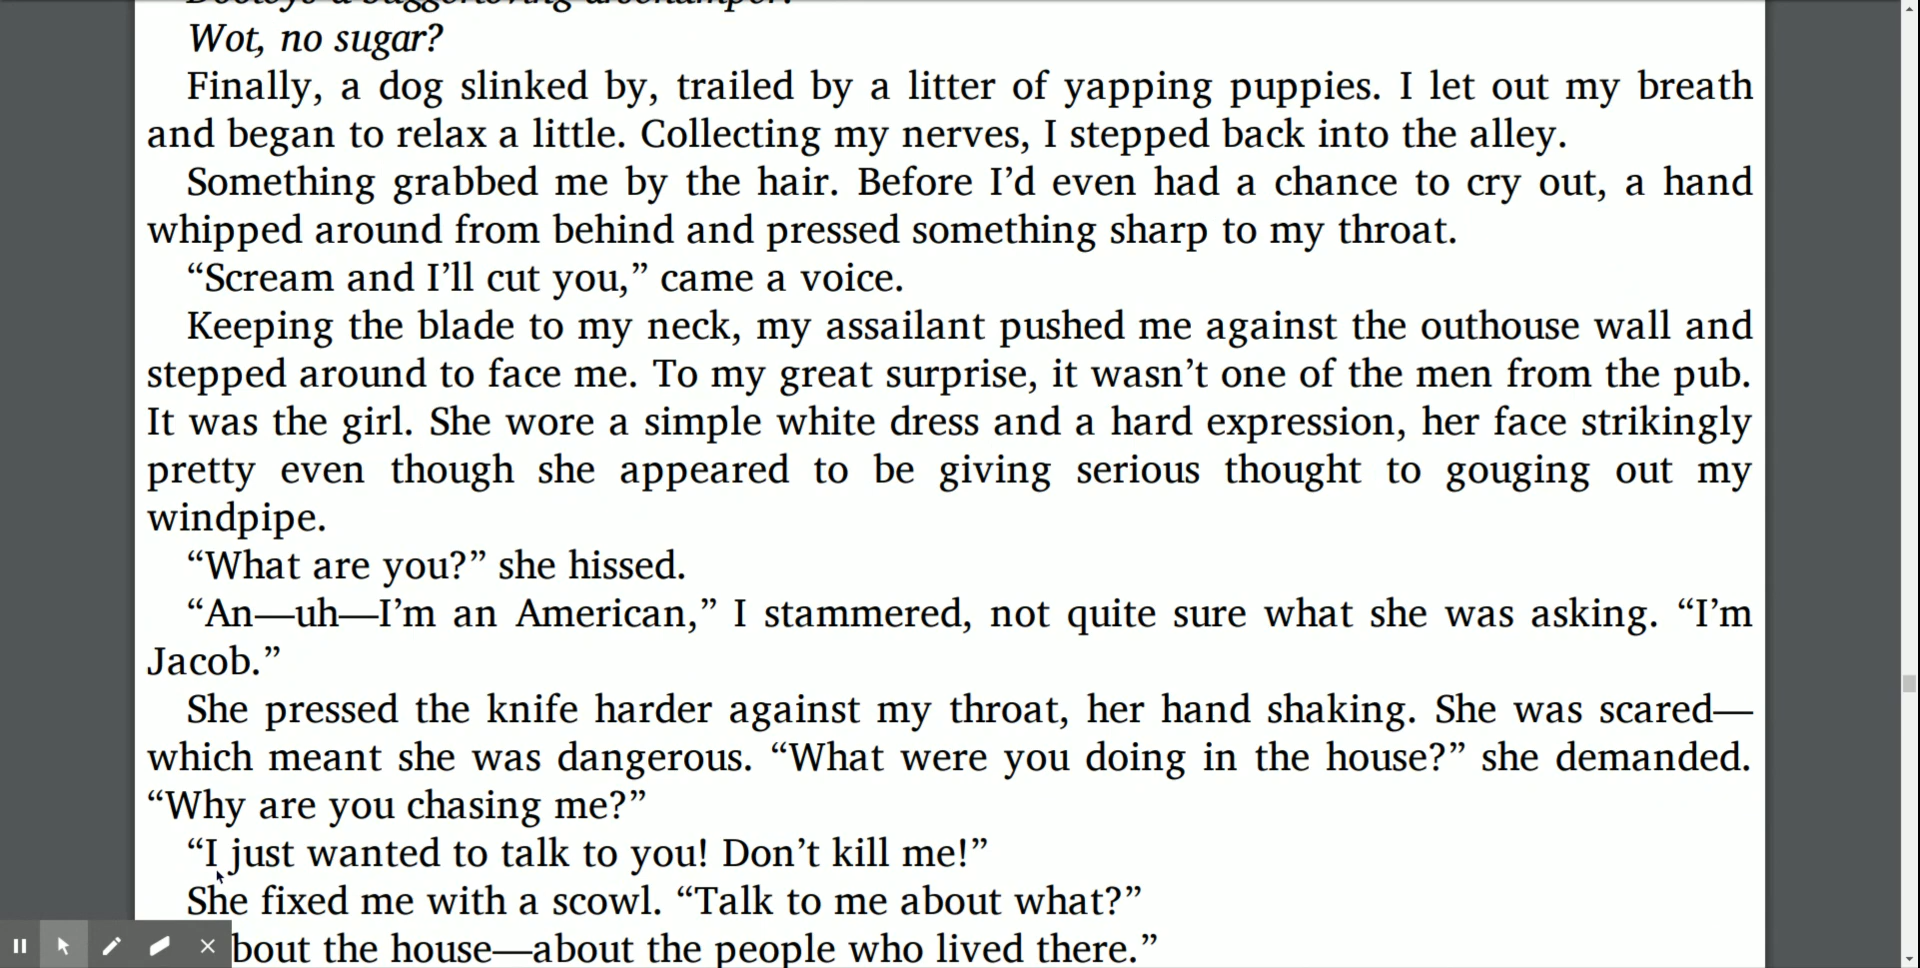 Wot, no sugar?
Finally, a dog slinked by, trailed by a litter of yapping puppies. I let out my breath
and began to relax a little. Collecting my nerves, I stepped back into the alley.
Something grabbed me by the hair. Before I’d even had a chance to cry out, a hand
whipped around from behind and pressed something sharp to my throat.
“Scream and I’ll cut you,” came a voice.
Keeping the blade to my neck, my assailant pushed me against the outhouse wall and
stepped around to face me. To my great surprise, it wasn’t one of the men from the pub.
It was the girl. She wore a simple white dress and a hard expression, her face strikingly
pretty even though she appeared to be giving serious thought to gouging out my
windpipe.
“What are you?” she hissed.
“An—uh—I’m an American,” I stammered, not quite sure what she was asking. “I’m
Jacob.”
She pressed the knife harder against my throat, her hand shaking. She was scared—
which meant she was dangerous. “What were you doing in the house?” she demanded.
“Why are you chasing me?”
“I just wanted to talk to you! Don’t kill me!”
She fixed me with a scowl. “Talk to me about what?”
bout the house—about the people who lived there.”